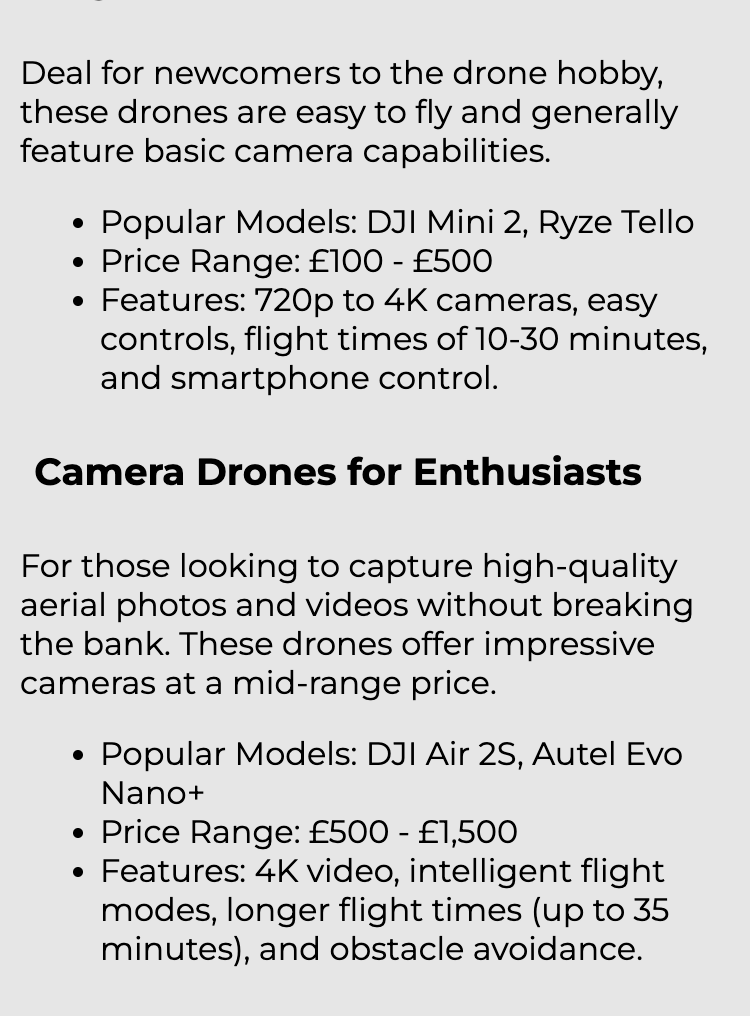 Deal for newcomers to the drone hobby,
these drones are easy to fly and generally
feature basic camera capabilities.
• Popular Models: DJI Mini 2, Ryze Tello
• Price Range: £100 - £500
• Features: 720p to 4K cameras, easy
controls, flight times of 10-30 minutes,
and smartphone control.
Camera Drones for Enthusiasts
For those looking to capture high-quality
aerial photos and videos without breaking
the bank. These drones offer impressive
cameras at a mid-range price.
• Popular Models: DJI Air 2S, Autel Evo
Nano+
• Price Range: £500 - £1,500
• Features: 4K video, intelligent flight
modes, longer flight times (up to 35
minutes), and obstacle avoidance.